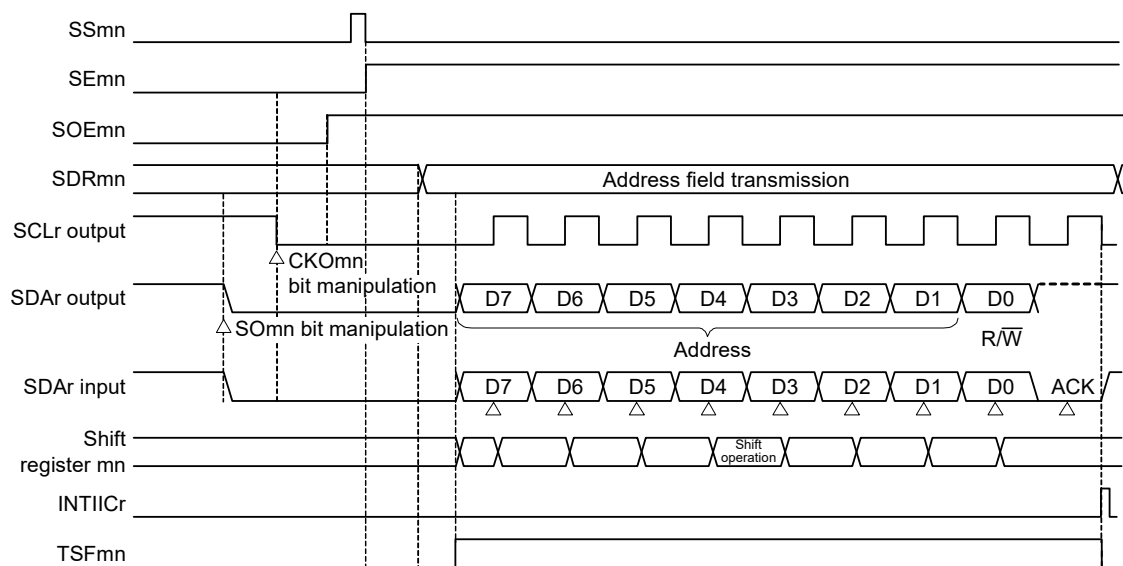 SSmn
SEmn
SOEmn
SDRmn
Address field transmission
SCLr output
CKOmn
bit manipulation
SDAr output
D7 D6 D5 D4 D3 D2 D1 D0
SOmn bit manipulation
Address
R/W̅
SDAr input
D7 D6 D5 D4 D3 D2 D1 D0 ACK
Shift
register mn
Shift
operation
INTIICr
TSFmn